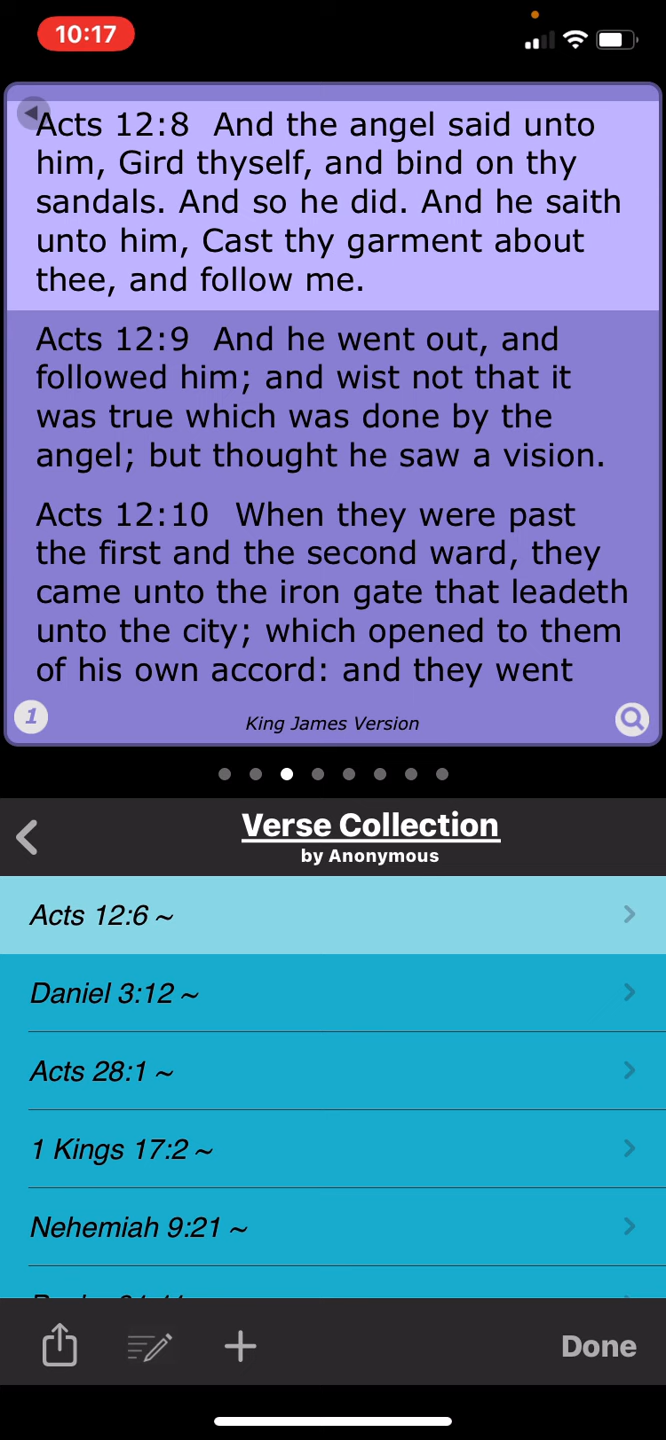 10:17
Acts 12:8 And the angel said unto
him, Gird thyself, and bind on thy
sandals. And so he did. And he saith
unto him, Cast thy garment about
thee, and follow me.
Acts 12:9 And he went out, and
followed him; and wist not that it
was true which was done by the
angel; but thought he saw a vision.
Acts 12:10 When they were past
the first and the second ward, they
came unto the iron gate that leadeth
unto the city; which opened to them
of his own accord: and they went
1
King James Version
Verse Collection
by Anonymous
Acts 12:6 ~
Daniel 3:12 ~
Acts 28:1 ~
1 Kings 17:2 ~
Nehemiah 9:21 ~
Done